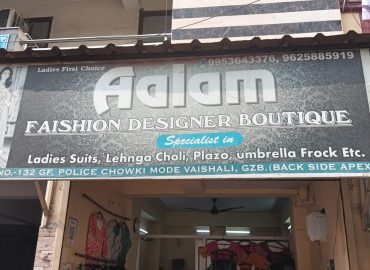 9953643376, 9625885919
Ladies First Choice
Aalam
FAISHION DESIGNER BOUTIQUE
Specialist in
Ladies Suits, Lehnga Choli, Plazo, umbrella Frock Etc.
NO.-132 GF, POLICE CHOWKI MODE VAISHALI, GZB.(BACK SIDE APEX